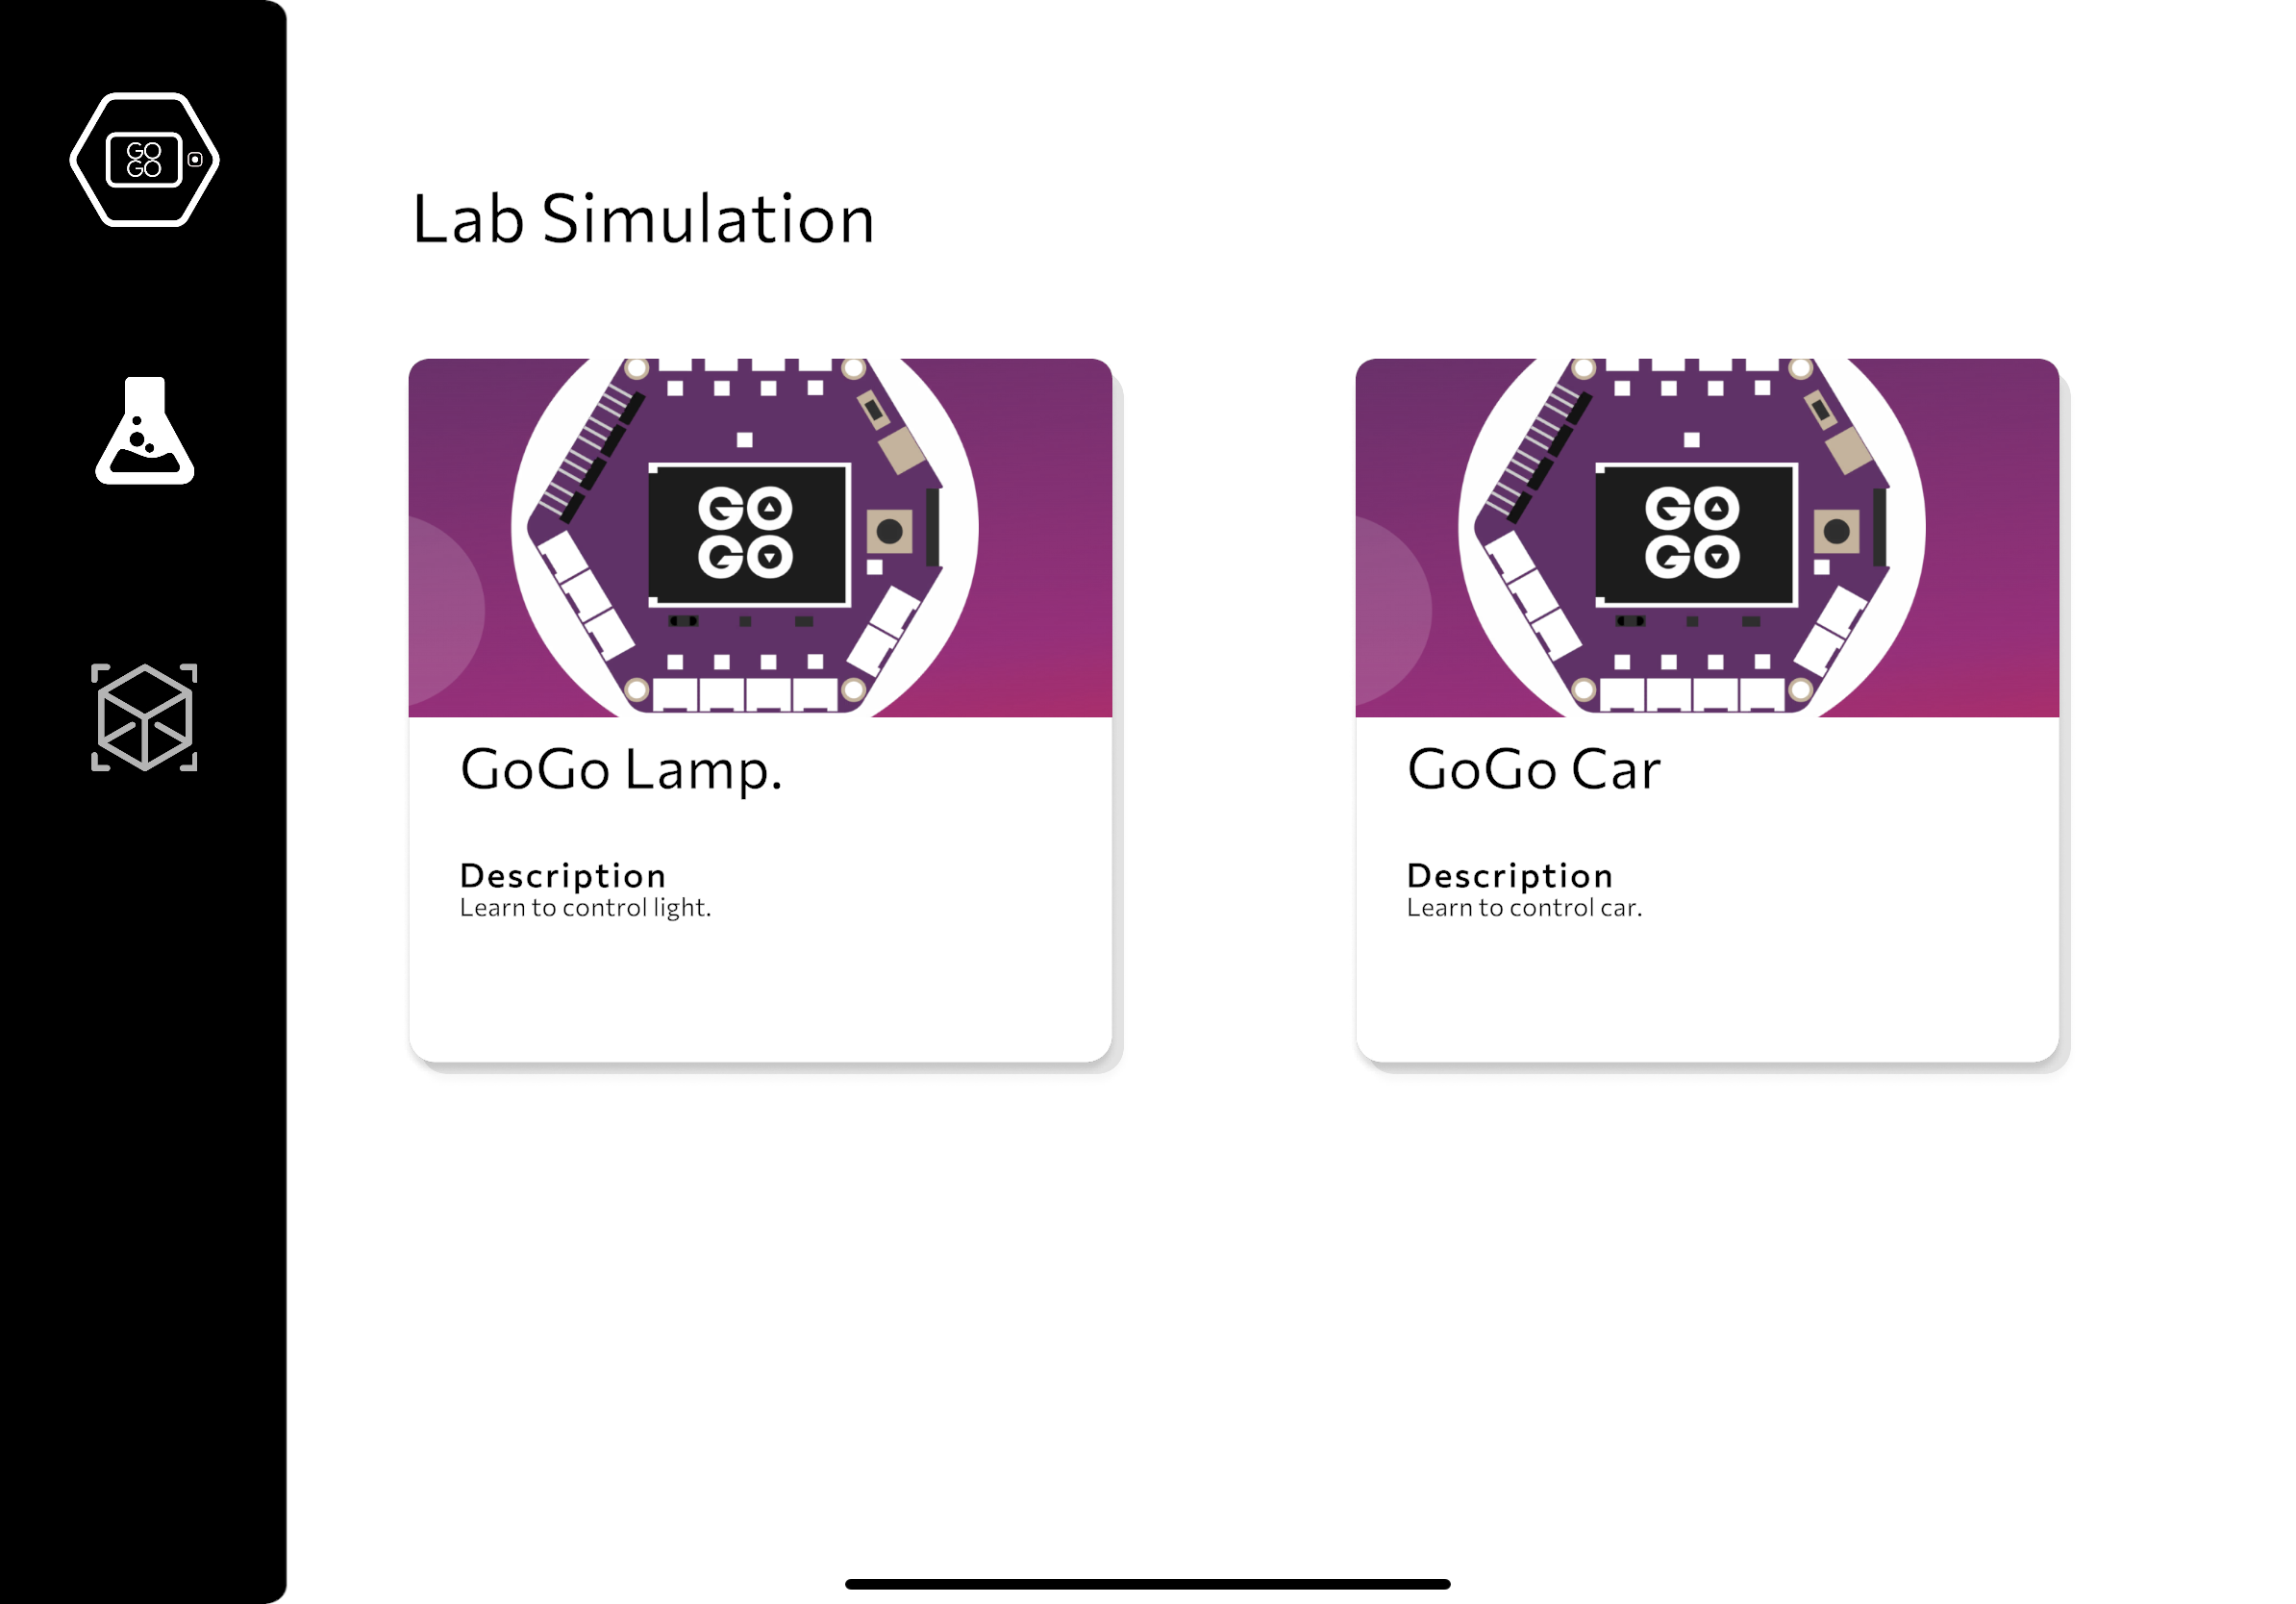 GO
GO
Lab Simulation
GO
GO
GoGo Lamp.
Description
Learn to control light.
GO
GO
GoGo Car
Description
Learn to control car.